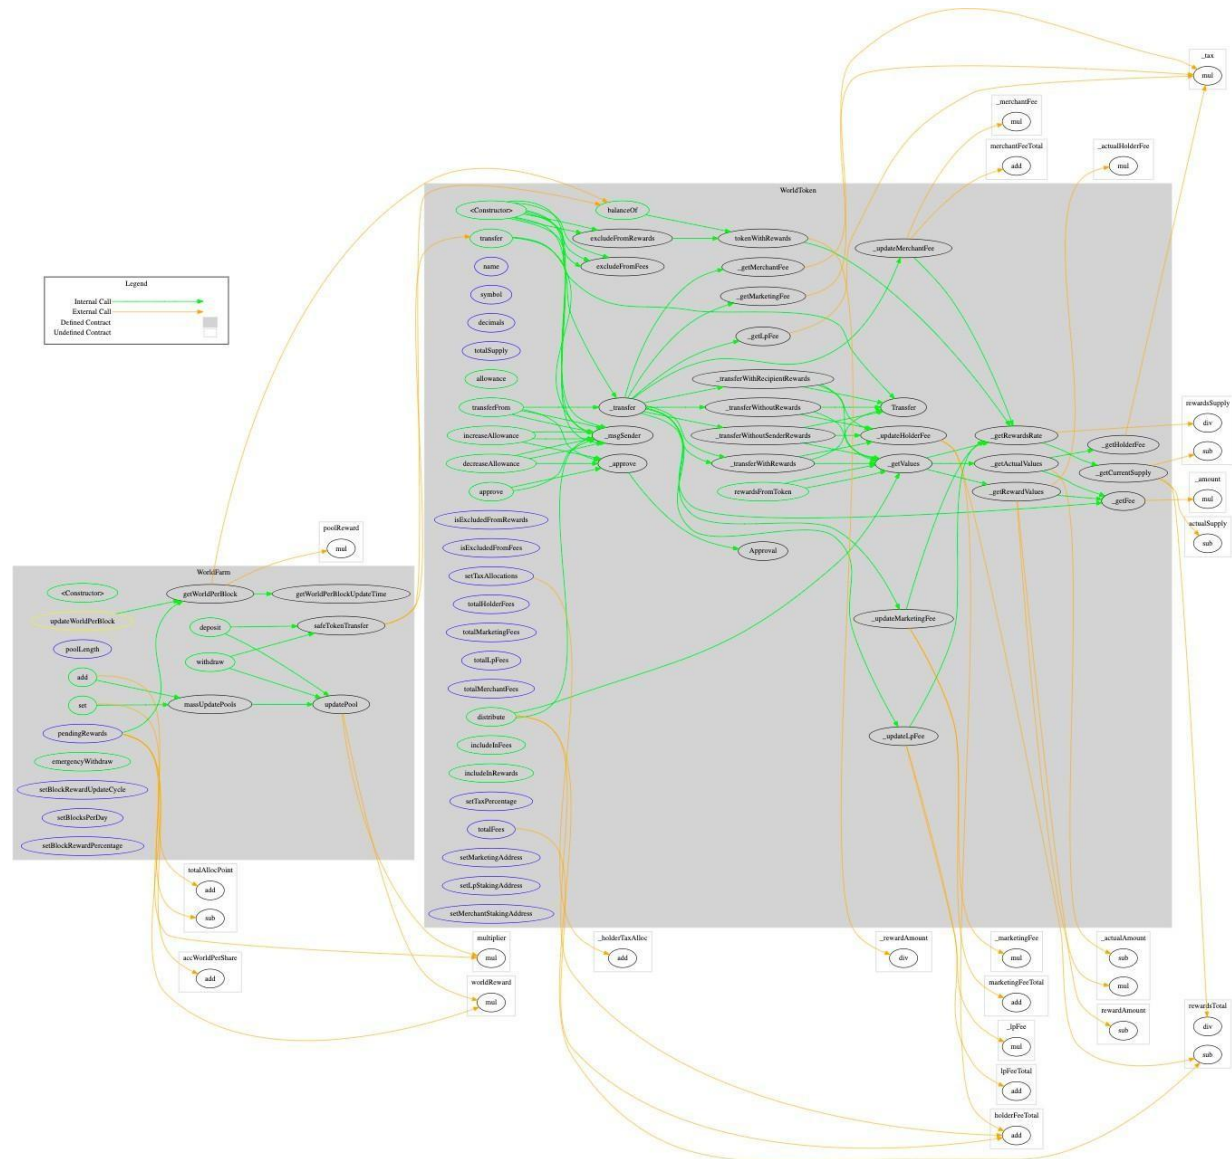 _tax
mul
_merchantFee
mul
merchantFeeTotal
add
_actualHolderFee
mul
WorldToken
<Constructor>
balanceOf
transfer
excludeFromRewards
tokenWithRewards
_updateMerchantFee
name
excludeFromFees
_getMerchantFee
symbol
_getMarketingFee
decimals
_getLpFee
totalSupply
allowance
_transferWithRecipientRewards
transferFrom
_transfer
_transferWithoutRewards
Transfer
increaseAllowance
_msgSender
_transferWithoutSenderRewards
_updateHolderFee
_getRewardsRate
_getHolderFee
decreaseAllowance
_approve
_transferWithRewards
_getValues
_getActualValues
_getCurrentSupply
approve
rewardsFromToken
_getRewardValues
_getFee
isExcludedFromRewards
isExcludedFromFees
Approval
setTaxAllocations
totalHolderFees
totalMarketingFees
_updateMarketingFee
totalLpFees
totalMerchantFees
distribute
_updateLpFee
includeInFees
includeInRewards
setTaxPercentage
totalFees
setMarketingAddress
setLpStakingAddress
setMerchantStakingAddress
rewardsSupply
div
sub
_amount
mul
actualSupply
sub
Legend
Internal Call
External Call
Defined Contract
Undefined Contract
poolReward
mul
WorldFarm
<Constructor>
getWorldPerBlock
getWorldPerBlockUpdateTime
updateWorldPerBlock
deposit
safeTokenTransfer
poolLength
withdraw
add
set
massUpdatePools
updatePool
pendingRewards
emergencyWithdraw
setBlockRewardUpdateCycle
setBlocksPerDay
setBlockRewardPercentage
totalAllocPoint
add
sub
accWorldPerShare
add
multiplier
mul
worldReward
mul
_holderTaxAlloc
add
_rewardAmount
div
_marketingFee
mul
marketingFeeTotal
add
_lpFee
mul
lpFeeTotal
add
holderFeeTotal
add
_actualAmount
sub
mul
rewardAmount
sub
rewardsTotal
div
sub